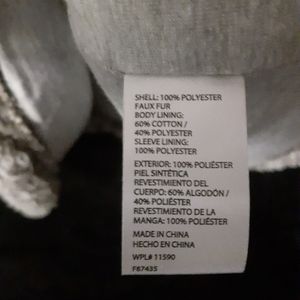 SHELL: 100% POLYESTER
FAUX FUR
BODY LINING:
60% COTTON /
40% POLYESTER
SLEEVE LINING:
100% POLYESTER
EXTERIOR: 100% POLIÉSTER
PIEL SINTÉTICA
REVESTIMIENTO DEL
CUERPO: 60% ALGODÓN /
40% POLIÉSTER
REVESTIMIENTO DE LA
MANGA: 100% POLIÉSTER
MADE IN CHINA
HECHO EN CHINA
WPL# 11590
F67435